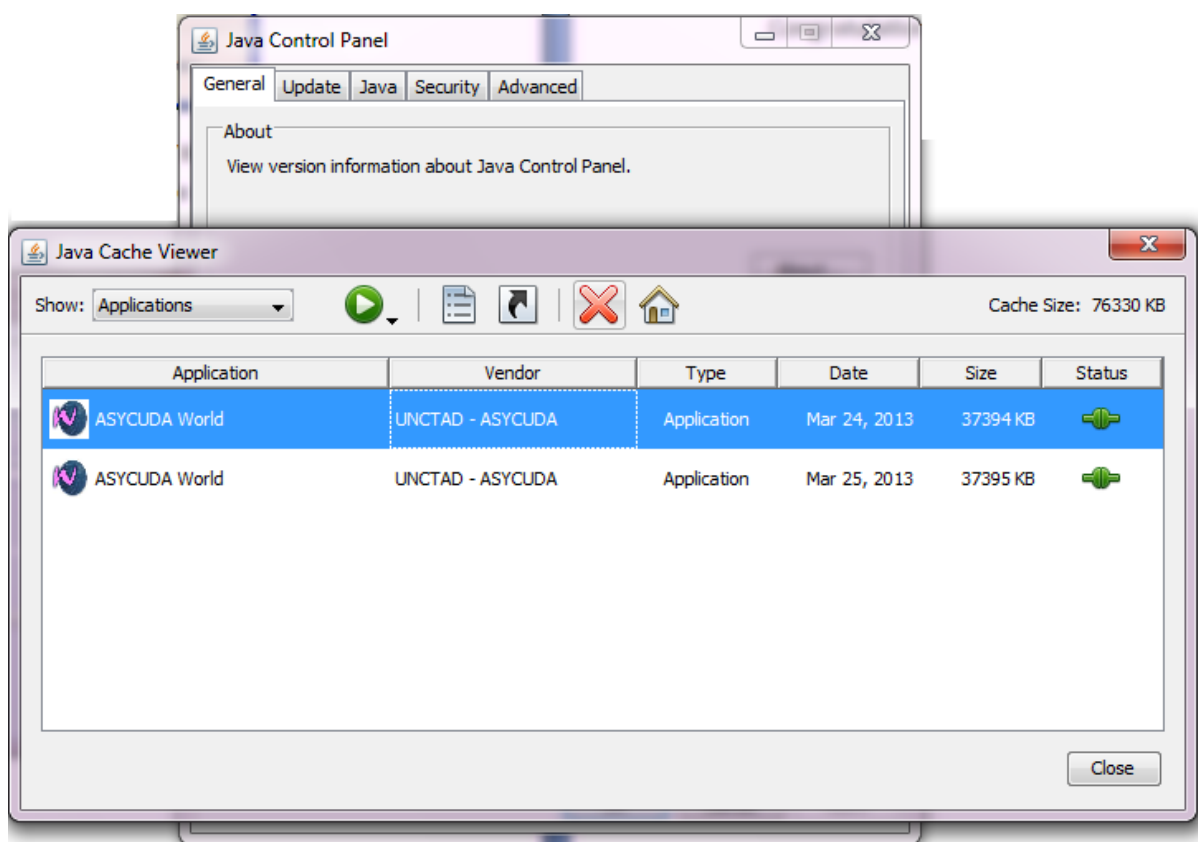 Java Control Panel
General Update Java Security Advanced
About
View version information about Java Control Panel.
Java Cache Viewer
Show: Applications Cache Size: 76330 KB
Application Vendor Type Date Size Status
ASYCUDA World UNCTAD - ASYCUDA Application Mar 24, 2013 37394 KB
ASYCUDA World UNCTAD - ASYCUDA Application Mar 25, 2013 37395 KB
Close